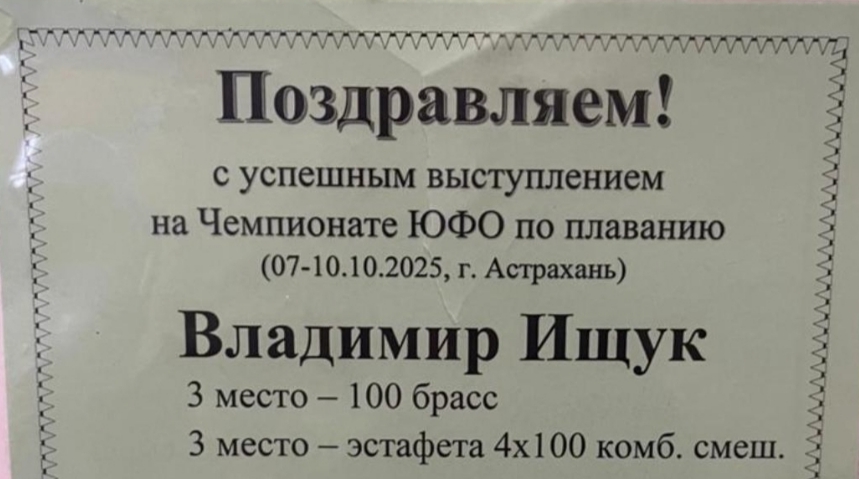 Поздравляем!
с успешным выступлением
на Чемпионате ЮФО по плаванию
(07-10.10.2025, г. Астрахань)
Владимир Ищук
3 место – 100 брасс
3 место – эстафета 4х100 комб. смеш.